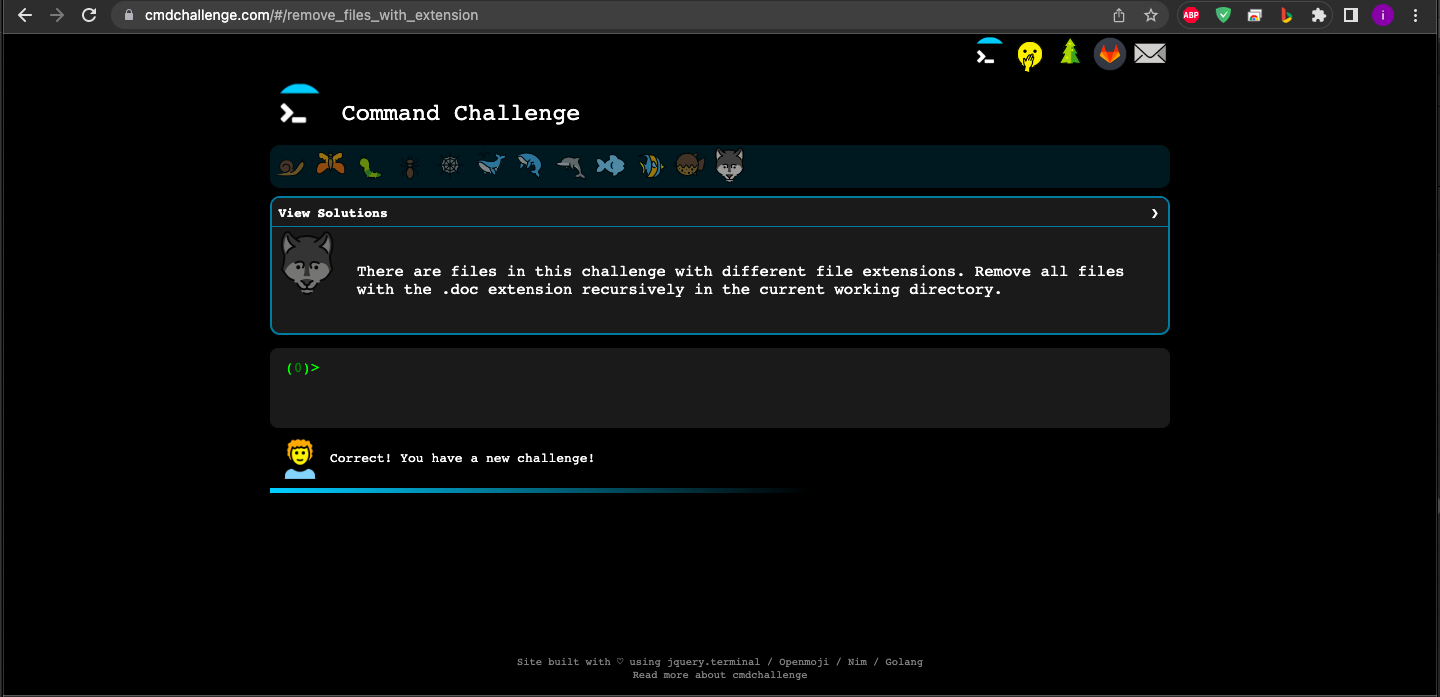 cmdchallenge.com/#/remove_files_with_extension
ABP
i
Command Challenge
View Solutions
There are files in this challenge with different file extensions. Remove all files
with the .doc extension recursively in the current working directory.
(0)>
Correct! You have a new challenge!
Site built with ♡ using jquery.terminal / Openmoji / Nim / Golang
Read more about cmdchallenge